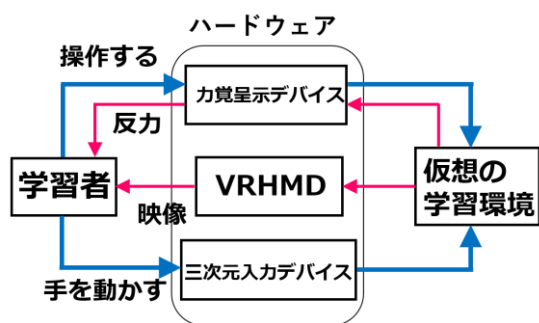 ハードウェア
操作する
力覚呈示デバイス
反力
学習者
VRHMD
仮想の
学習環境
映像
三次元入力デバイス
手を動かす